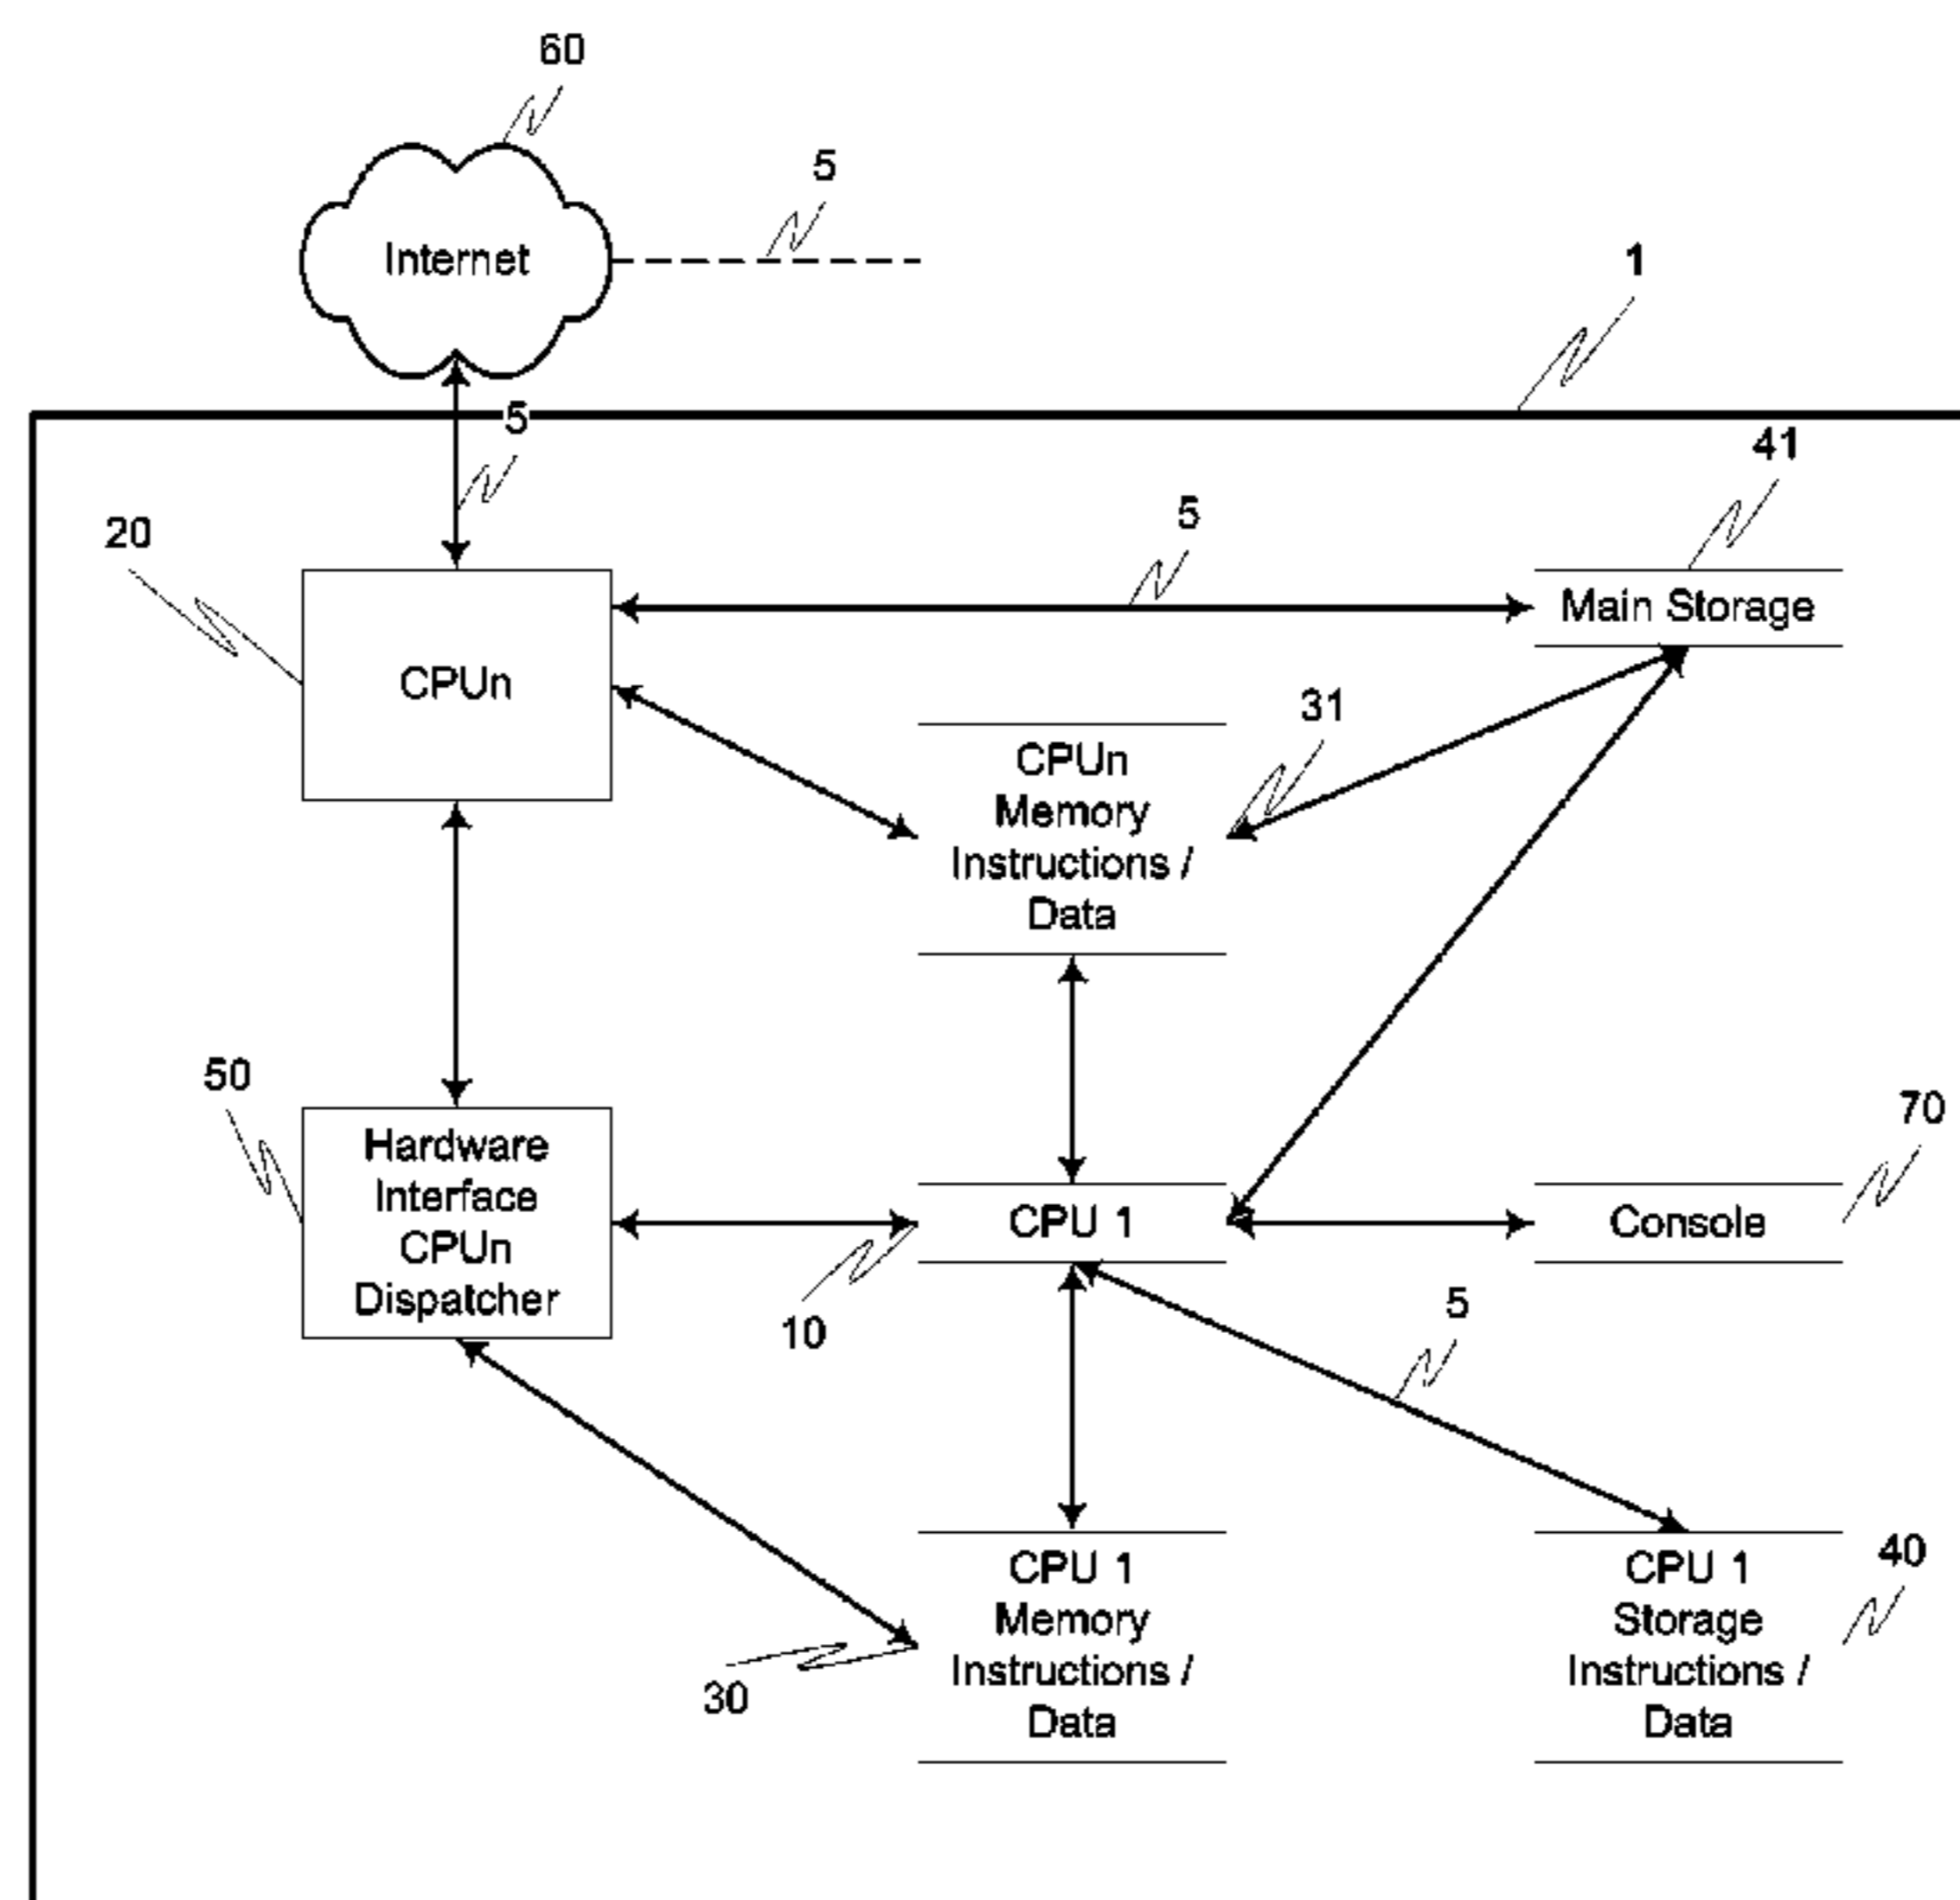 60
5
Internet
1
5
41
20
5
Main Storage
CPUn
31
CPUn
Memory
Instructions /
Data
50
70
Hardware
Interface
CPUn
Dispatcher
CPU 1
Console
10
5
30
CPU 1
Memory
Instructions /
Data
40
CPU 1
Storage
Instructions /
Data